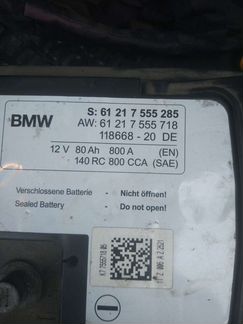 S: 61 21 7 555 285
BMW
AW: 61 21 7 555 718
118668 - 20 DE
12 V 80 Ah 800 A (EN)
140 RC 800 CCA (SAE)
Verschlossene Batterie - Nicht öffnen!
Sealed Battery - Do not open!